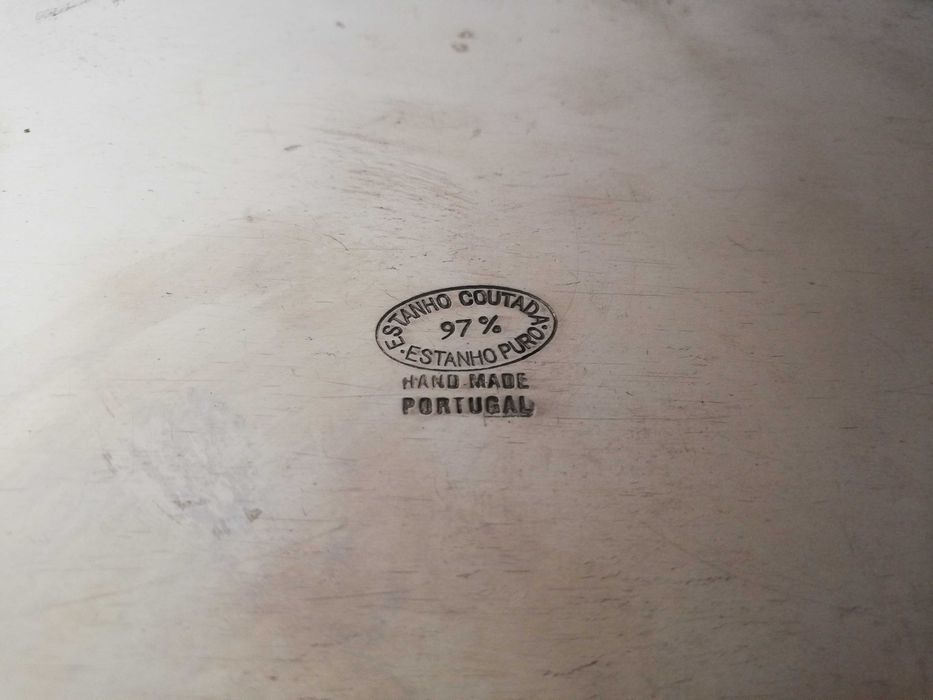 ESTANHO COUTADA
97 %
ESTANHO PURO
HAND MADE
PORTUGAL